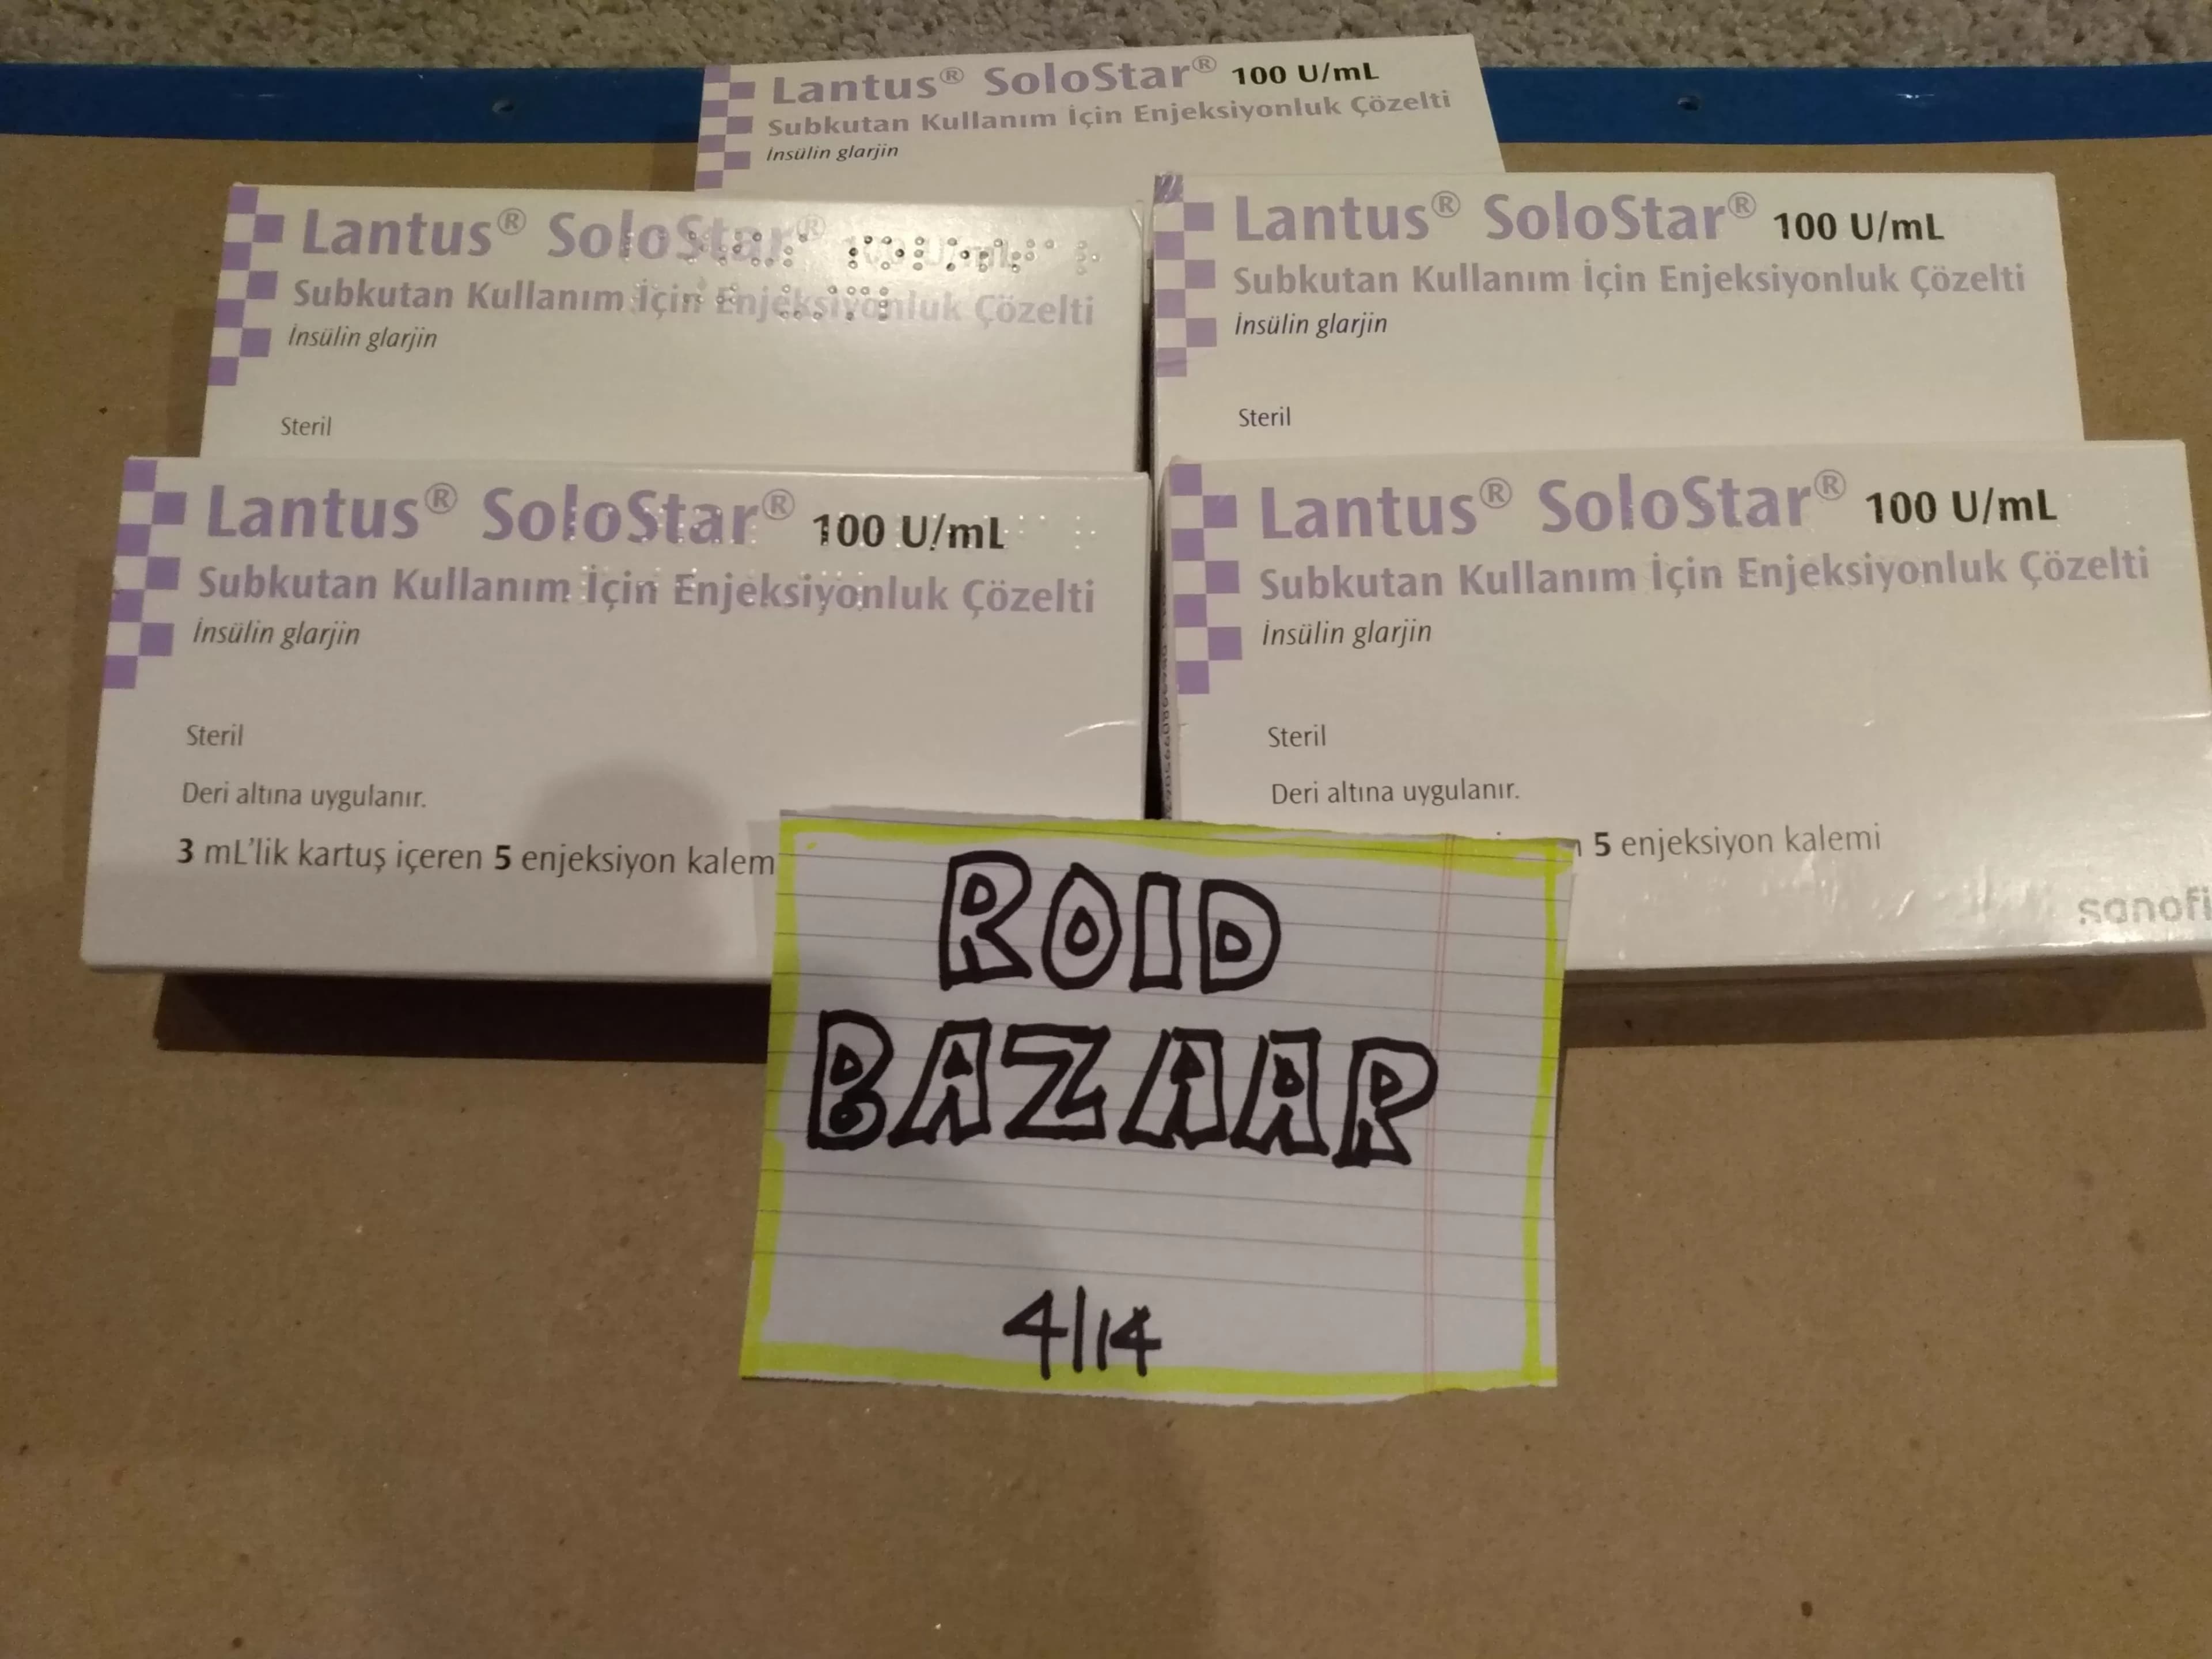 Lantus® SoloStar® 100 U/mL
Subkutan Kullanım İçin Enjeksiyonluk Çözelti
İnsülin glarjin
Lantus® SoloStar® 100 U/mL
Subkutan Kullanım İçin Enjeksiyonluk Çözelti
İnsülin glarjin
Steril
Lantus® SoloStar® 100 U/mL
Subkutan Kullanım İçin Enjeksiyonluk Çözelti
İnsülin glarjin
Steril
Lantus® SoloStar® 100 U/mL
Subkutan Kullanım İçin Enjeksiyonluk Çözelti
İnsülin glarjin
Steril
Deri altına uygulanır.
3 mL'lik kartuş içeren 5 enjeksiyon kalem
Lantus® SoloStar® 100 U/mL
Subkutan Kullanım İçin Enjeksiyonluk Çözelti
İnsülin glarjin
Steril
Deri altına uygulanır.
5 enjeksiyon kalemi
sanofi
ROID
BAZAAR
4/14